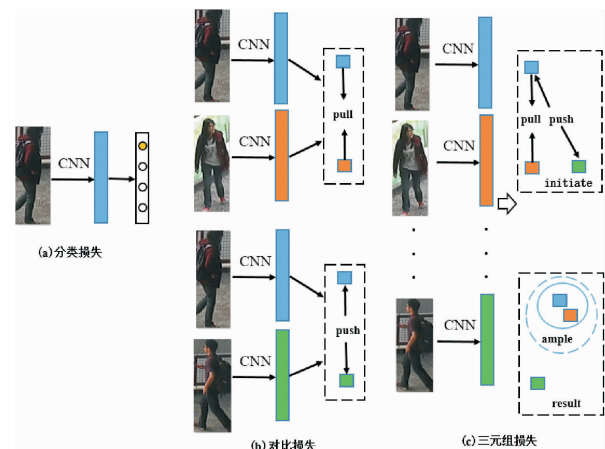 CNN
(a)分类损失
CNN
pull
CNN
CNN
push
CNN
(b)对比损失
CNN
CNN
pull
push
initiate
CNN
ample
result
(c)三元组损失